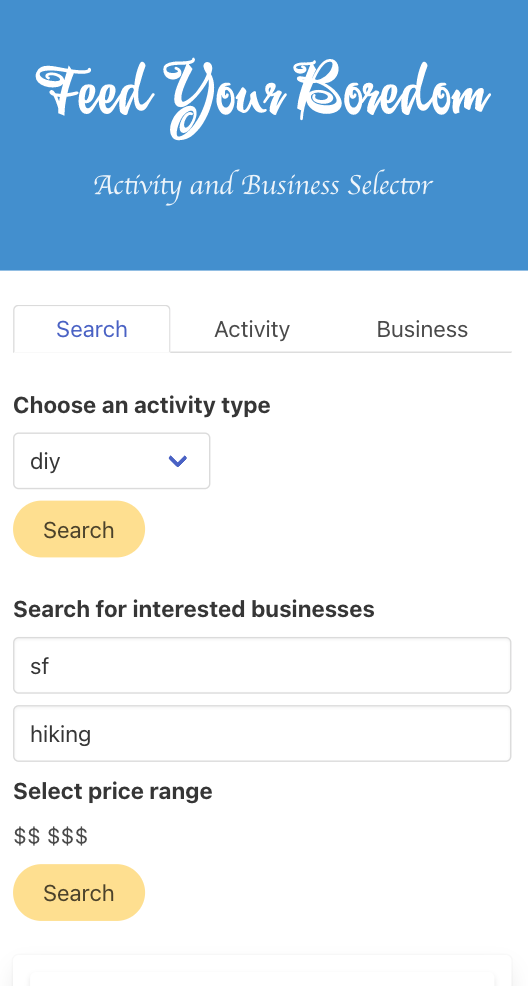 Feed Your Boredom
Activity and Business Selector
Search Activity Business
Choose an activity type
diy
Search
Search for interested businesses
sf
hiking
Select price range
$$ $$$
Search